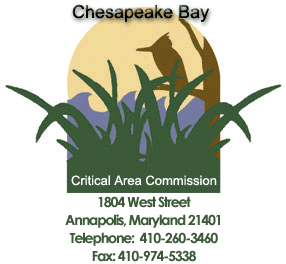 Chesapeake Bay
Critical Area Commission
1804 West Street
Annapolis, Maryland 21401
Telephone: 410-260-3460
Fax: 410-974-5338